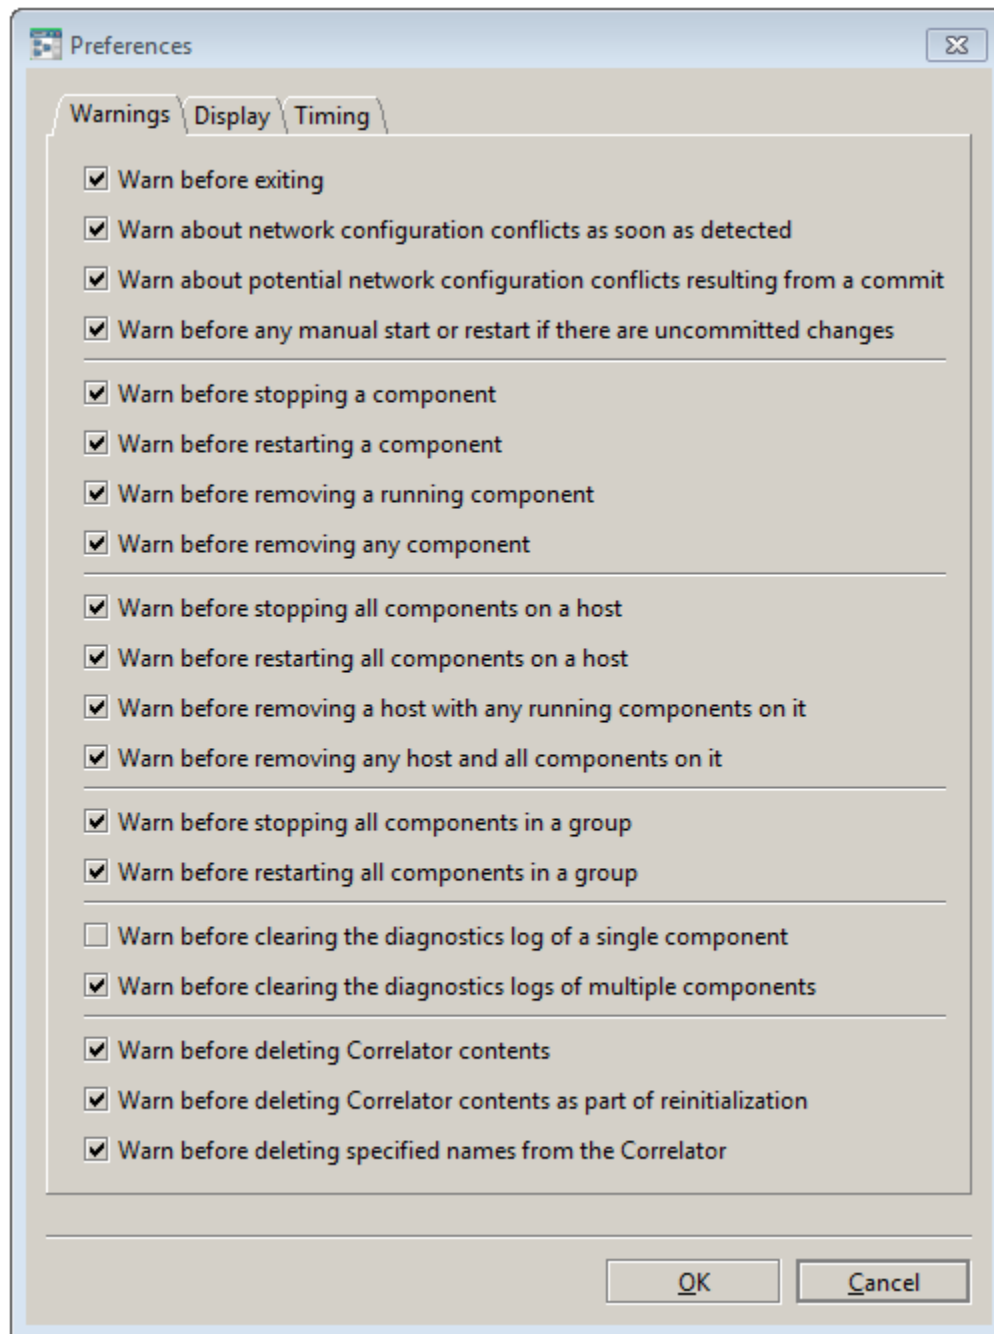 Preferences
Warnings Display Timing
Warn before exiting
Warn about network configuration conflicts as soon as detected
Warn about potential network configuration conflicts resulting from a commit
Warn before any manual start or restart if there are uncommitted changes
Warn before stopping a component
Warn before restarting a component
Warn before removing a running component
Warn before removing any component
Warn before stopping all components on a host
Warn before restarting all components on a host
Warn before removing a host with any running components on it
Warn before removing any host and all components on it
Warn before stopping all components in a group
Warn before restarting all components in a group
Warn before clearing the diagnostics log of a single component
Warn before clearing the diagnostics logs of multiple components
Warn before deleting Correlator contents
Warn before deleting Correlator contents as part of reinitialization
Warn before deleting specified names from the Correlator
OK Cancel